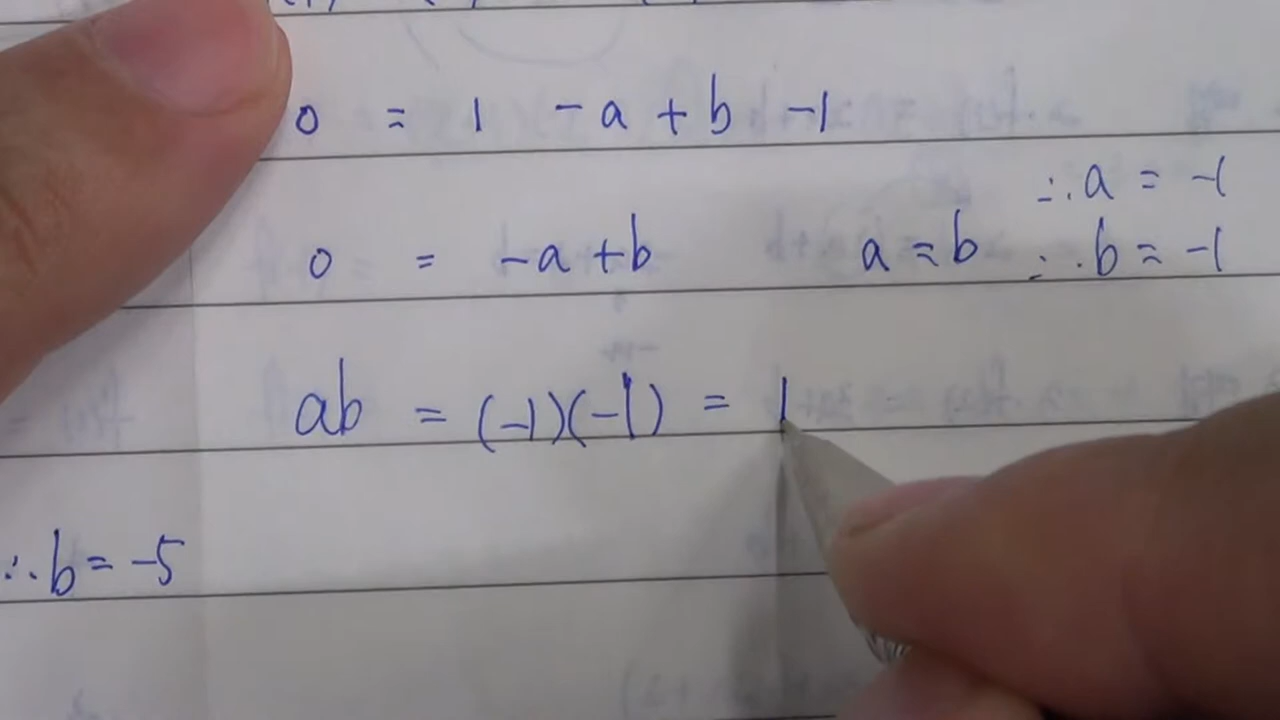 0 = 1 - a + b - 1
∴ a = -1
0 = -a + b a = b ∴ b = -1
ab = (-1)(-1) = 1
∴ b = -5